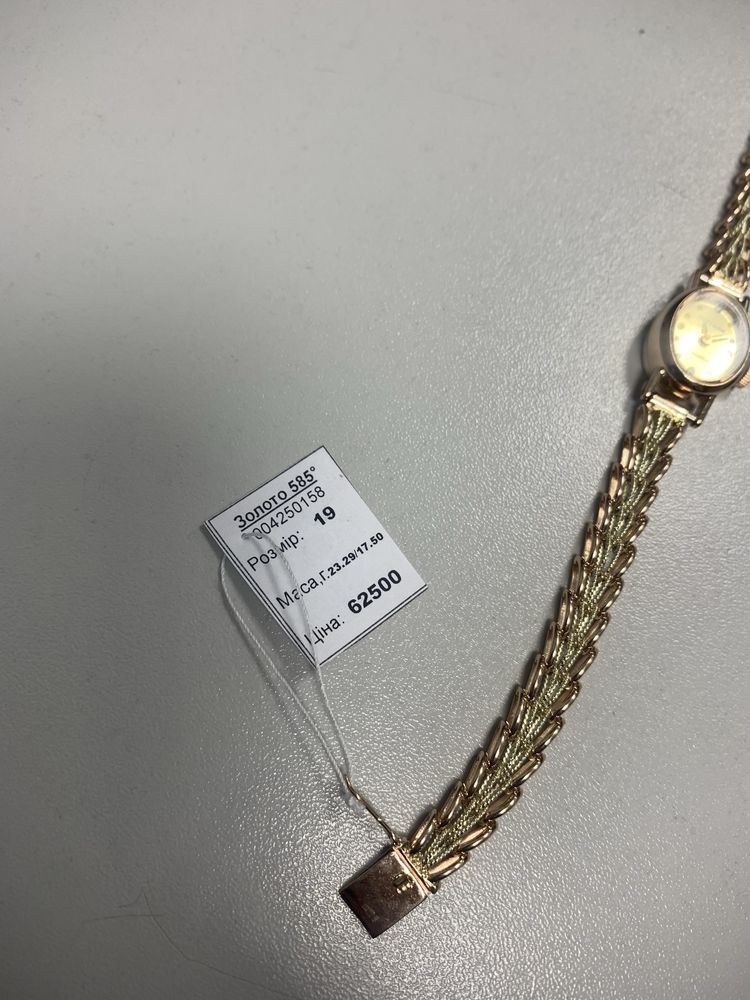 Золото 585°
004250158
Розмір: 19
Маса,г.23.29/17.50
Ціна: 62500